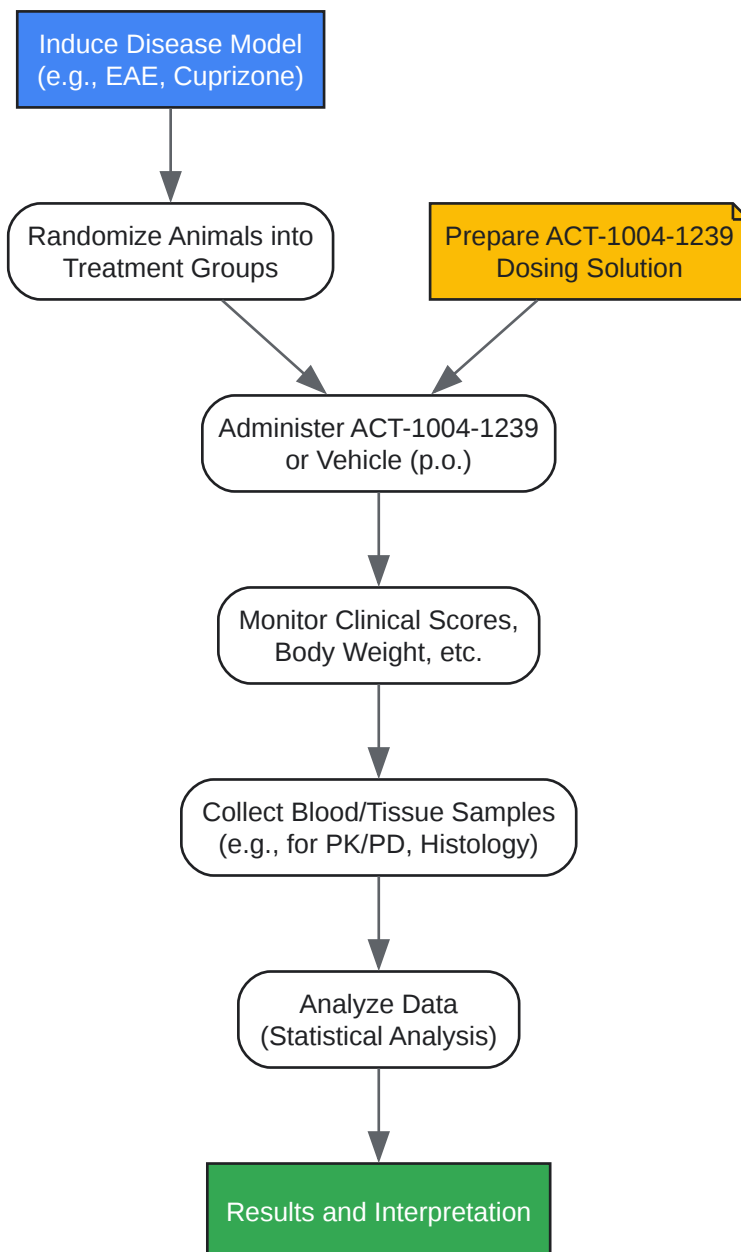 Induce Disease Model
(e.g., EAE, Cuprizone)
Randomize Animals into
Treatment Groups
Prepare ACT-1004-1239
Dosing Solution
Administer ACT-1004-1239
or Vehicle (p.o.)
Monitor Clinical Scores,
Body Weight, etc.
Collect Blood/Tissue Samples
(e.g., for PK/PD, Histology)
Analyze Data
(Statistical Analysis)
Results and Interpretation